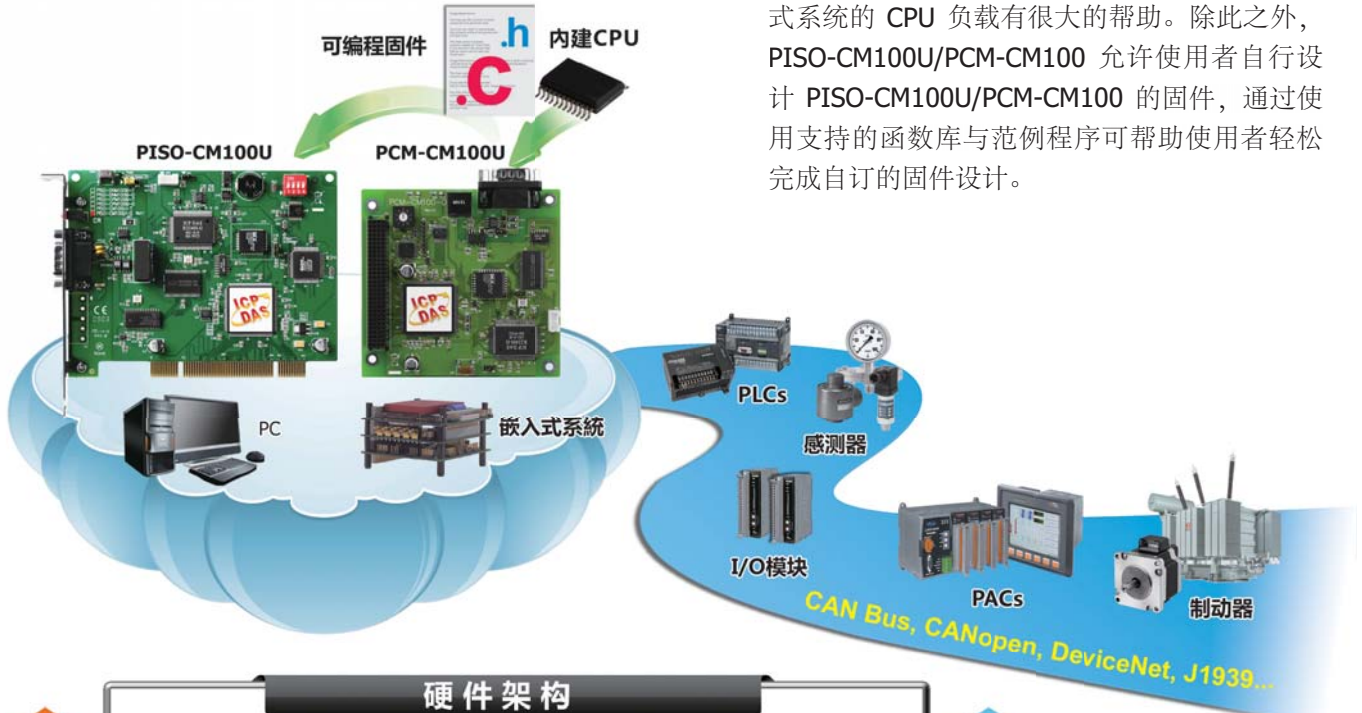 式系统的 CPU 负载有很大的帮助。除此之外，
PISO-CM100U/PCM-CM100 允许使用者自行设
计 PISO-CM100U/PCM-CM100 的固件，通过使
用支持的函数库与范例程序可帮助使用者轻松
完成自订的固件设计。
可编程固件
.h
.c
内建CPU
PISO-CM100U
PCM-CM100U
PCM-CM100-D
ICP DAS
ICP DAS
CE
PC
嵌入式系統
PLCs
感测器
I/O模块
PACs
制动器
CAN Bus, CANopen, DeviceNet, J1939...
硬件架构